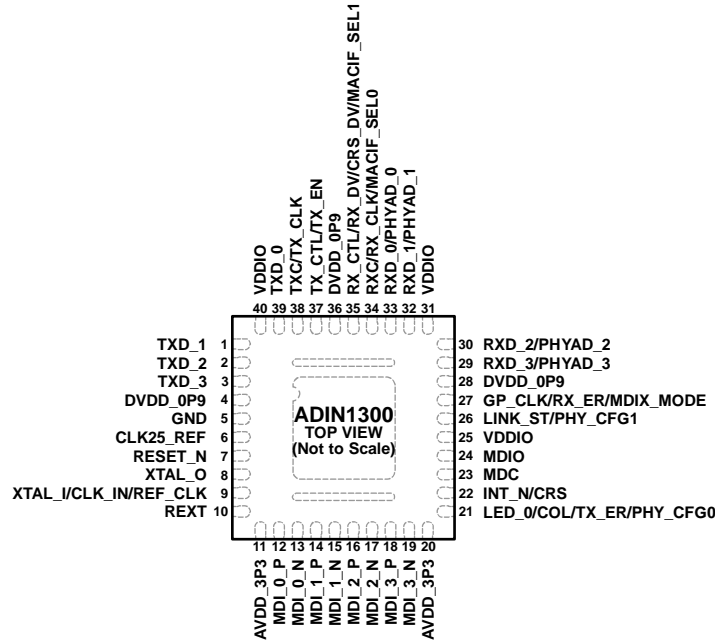 VDDIO
TXD_0
TXC/TX_CLK
TX_CTL/TX_EN
DVDD_0P9
RX_CTL/RX_DV/CRS_DV/MACIF_SEL1
RXC/RX_CLK/MACIF_SEL0
RXD_0/PHYAD_0
RXD_1/PHYAD_1
VDDIO
40 39 38 37 36 35 34 33 32 31
TXD_1 1
TXD_2 2
TXD_3 3
DVDD_0P9 4
GND 5
CLK25_REF 6
RESET_N 7
XTAL_O 8
XTAL_I/CLK_IN/REF_CLK 9
REXT 10
ADIN1300
TOP VIEW
(Not to Scale)
30 RXD_2/PHYAD_2
29 RXD_3/PHYAD_3
28 DVDD_0P9
27 GP_CLK/RX_ER/MDIX_MODE
26 LINK_ST/PHY_CFG1
25 VDDIO
24 MDIO
23 MDC
22 INT_N/CRS
21 LED_0/COL/TX_ER/PHY_CFG0
11 12 13 14 15 16 17 18 19 20
AVDD_3P3
MDI_0_P
MDI_0_N
MDI_1_P
MDI_1_N
MDI_2_P
MDI_2_N
MDI_3_P
MDI_3_N
AVDD_3P3